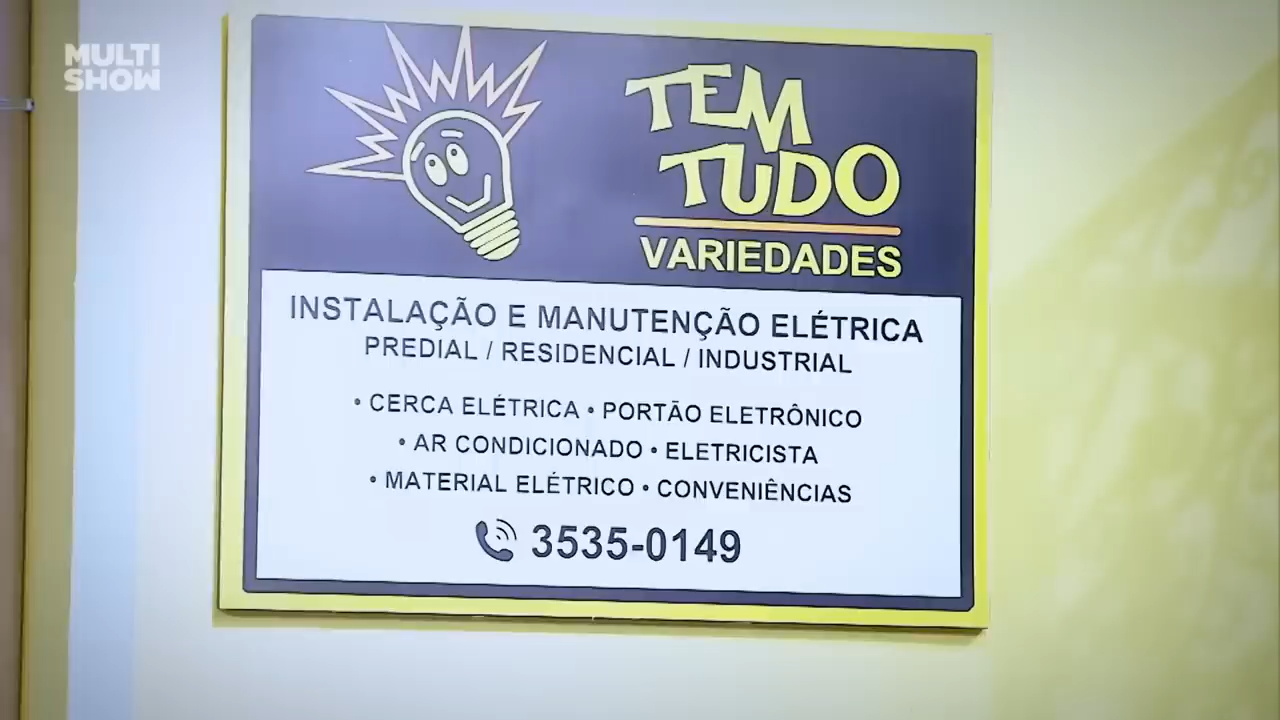 MULTI
SHOW
TEM
TUDO
VARIEDADES
INSTALAÇÃO E MANUTENÇÃO ELÉTRICA
PREDIAL / RESIDENCIAL / INDUSTRIAL
• CERCA ELÉTRICA • PORTÃO ELETRÔNICO
• AR CONDICIONADO • ELETRICISTA
• MATERIAL ELÉTRICO • CONVENIÊNCIAS
3535-0149